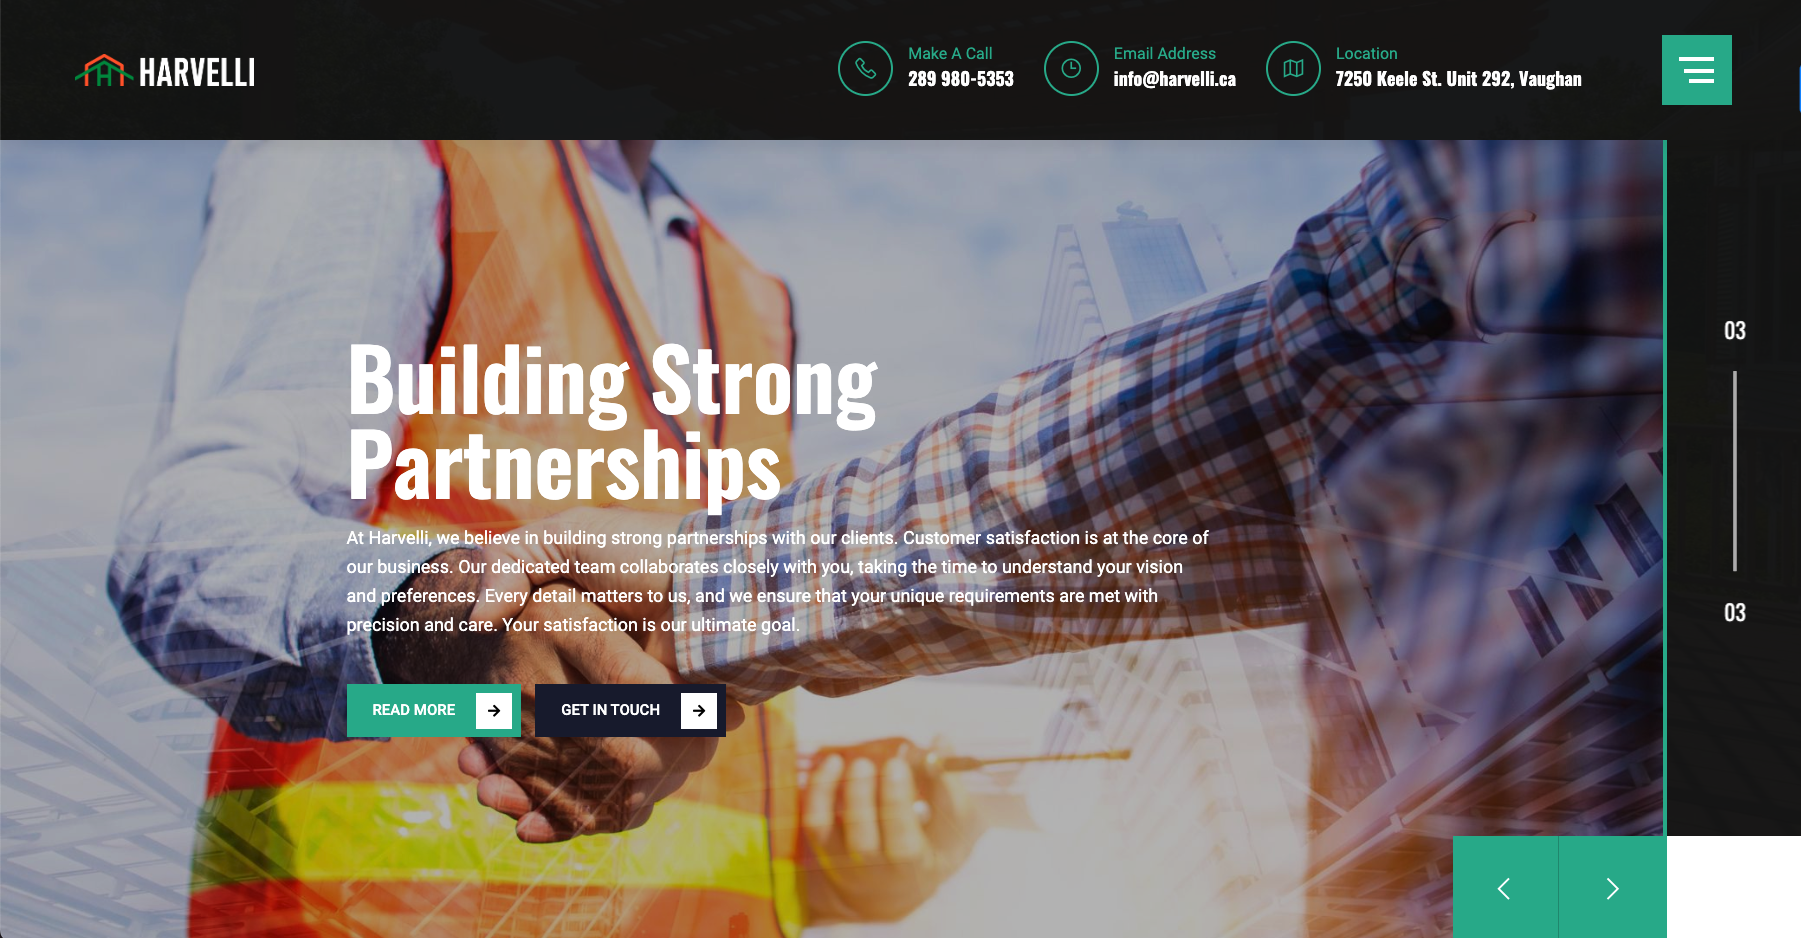 HARVELLI
Make A Call
289 980-5353
Email Address
info@harvelli.ca
Location
7250 Keele St. Unit 292, Vaughan
Building Strong
Partnerships
At Harvelli, we believe in building strong partnerships with our clients. Customer satisfaction is at the core of
our business. Our dedicated team collaborates closely with you, taking the time to understand your vision
and preferences. Every detail matters to us, and we ensure that your unique requirements are met with
precision and care. Your satisfaction is our ultimate goal.
READ MORE
GET IN TOUCH
03
03